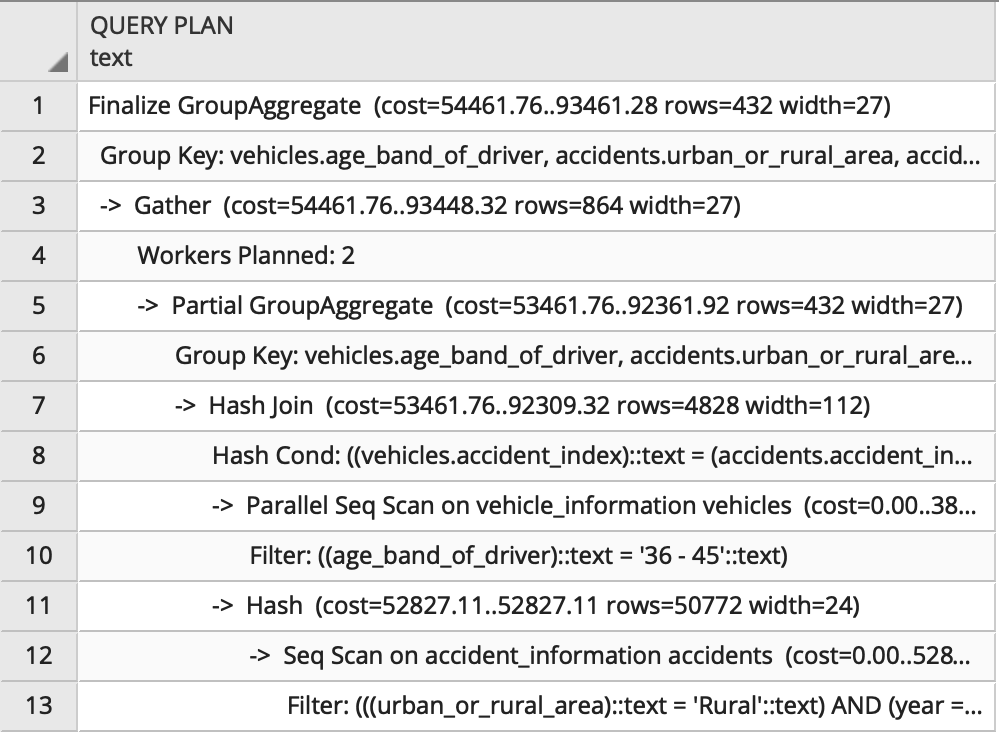 QUERY PLAN
text
1 Finalize GroupAggregate (cost=54461.76..93461.28 rows=432 width=27)
2 Group Key: vehicles.age_band_of_driver, accidents.urban_or_rural_area, accid...
3 -> Gather (cost=54461.76..93448.32 rows=864 width=27)
4 Workers Planned: 2
5 -> Partial GroupAggregate (cost=53461.76..92361.92 rows=432 width=27)
6 Group Key: vehicles.age_band_of_driver, accidents.urban_or_rural_are...
7 -> Hash Join (cost=53461.76..92309.32 rows=4828 width=112)
8 Hash Cond: ((vehicles.accident_index)::text = (accidents.accident_in...
9 -> Parallel Seq Scan on vehicle_information vehicles (cost=0.00..38...
10 Filter: ((age_band_of_driver)::text = '36 - 45'::text)
11 -> Hash (cost=52827.11..52827.11 rows=50772 width=24)
12 -> Seq Scan on accident_information accidents (cost=0.00..528...
13 Filter: (((urban_or_rural_area)::text = 'Rural'::text) AND (year =...